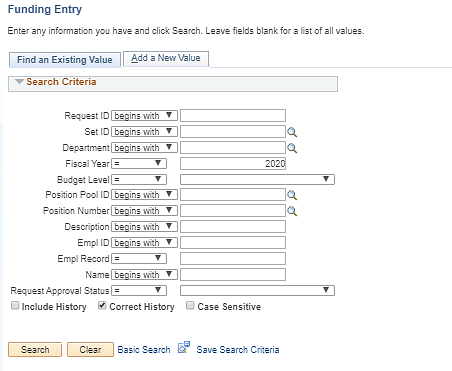 Funding Entry
Enter any information you have and click Search. Leave fields blank for a list of all values.
Find an Existing Value Add a New Value
Search Criteria
Request ID begins with
Set ID begins with
Department begins with
Fiscal Year = 2020
Budget Level =
Position Pool ID begins with
Position Number begins with
Description begins with
Empl ID begins with
Empl Record =
Name begins with
Request Approval Status =
Include History Correct History Case Sensitive
Search Clear Basic Search Save Search Criteria